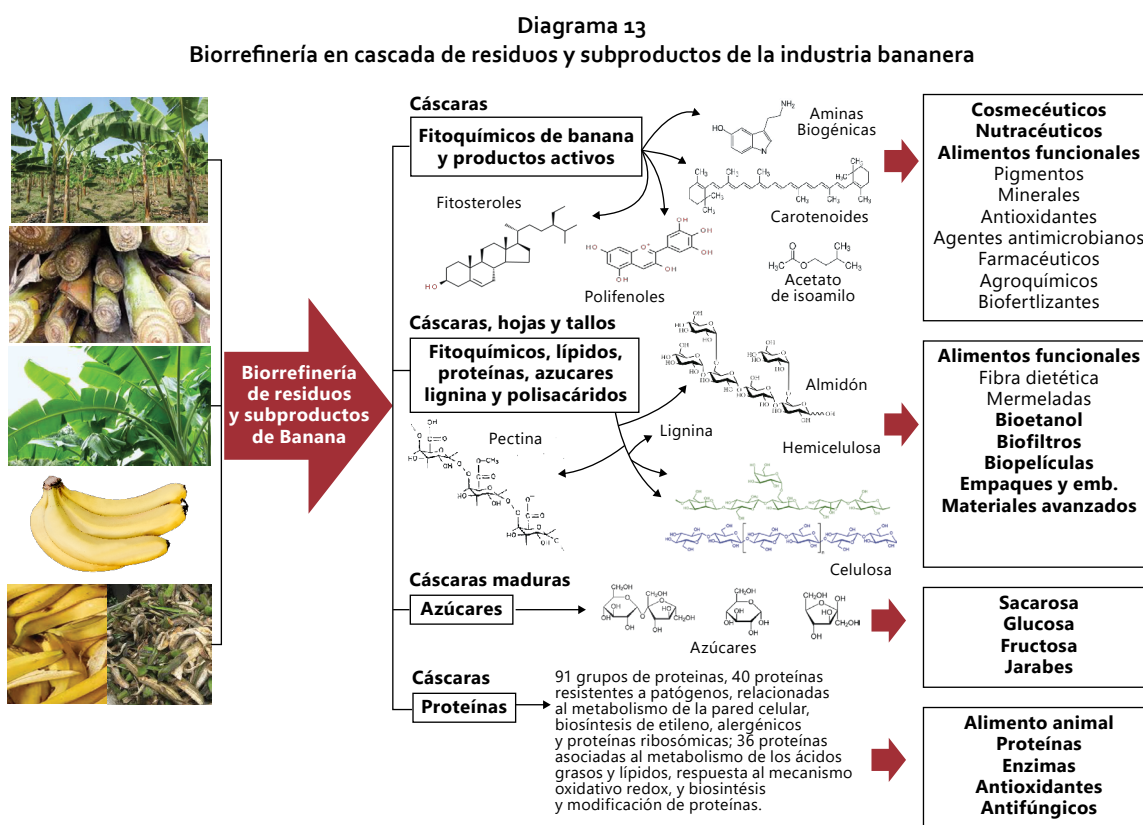 Diagrama 13
Biorrefinería en cascada de residuos y subproductos de la industria bananera
Biorrefinería
de residuos
y subproductos
de Banana
Cáscaras
Fitoquímicos de banana
y productos activos
NH₂
HO
N
H
Aminas
Biogénicas
Carotenoides
Fitosteroles
HO
Polifenoles
Acetato
de isoamilo
Cosmecéuticos
Nutracéuticos
Alimentos funcionales
Pigmentos
Minerales
Antioxidantes
Agentes antimicrobianos
Farmacéuticos
Agroquímicos
Biofertlizantes
Cáscaras, hojas y tallos
Fitoquímicos, lípidos,
proteínas, azucares
lignina y polisacáridos
Almidón
Lignina
Pectina
Hemicelulosa
Celulosa
Alimentos funcionales
Fibra dietética
Mermeladas
Bioetanol
Biofiltros
Biopelículas
Empaques y emb.
Materiales avanzados
Cáscaras maduras
Azúcares
Azúcares
Sacarosa
Glucosa
Fructosa
Jarabes
Cáscaras
Proteínas
91 grupos de proteinas, 40 proteínas
resistentes a patógenos, relacionadas
al metabolismo de la pared celular,
biosíntesis de etileno, alergénicos
y proteínas ribosómicas; 36 proteínas
asociadas al metabolismo de los ácidos
grasos y lípidos, respuesta al mecanismo
oxidativo redox, y biosintésis
y modificación de proteínas.
Alimento animal
Proteínas
Enzimas
Antioxidantes
Antifúngicos